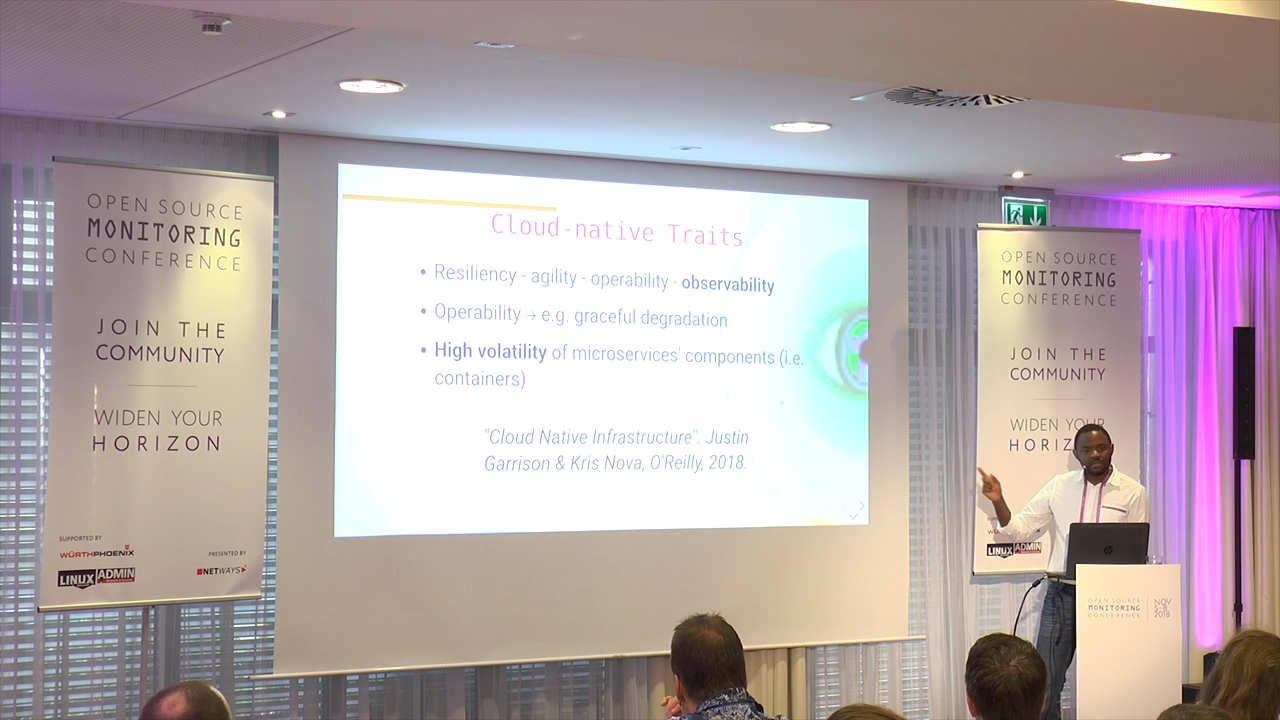 OPEN SOURCE
MONITORING
CONFERENCE
JOIN THE
COMMUNITY
WIDEN YOUR
HORIZON
SUPPORTED BY
WÜRTHPHOENIX
LINUX ADMIN
PRESENTED BY
NETWAYS
Cloud-native Traits
• Resiliency - agility - operability - observability
• Operability → e.g. graceful degradation
• High volatility of microservices' components (i.e.
containers)
"Cloud Native Infrastructure". Justin
Garrison & Kris Nova, O'Reilly, 2018.
OPEN SOURCE
MONITORING
CONFERENCE
JOIN THE
COMMUNITY
WIDEN YOUR
HORIZ
LINUX ADMIN
hp
OPEN SOURCE
MONITORING
CONFERENCE
NOV
5-8
2018